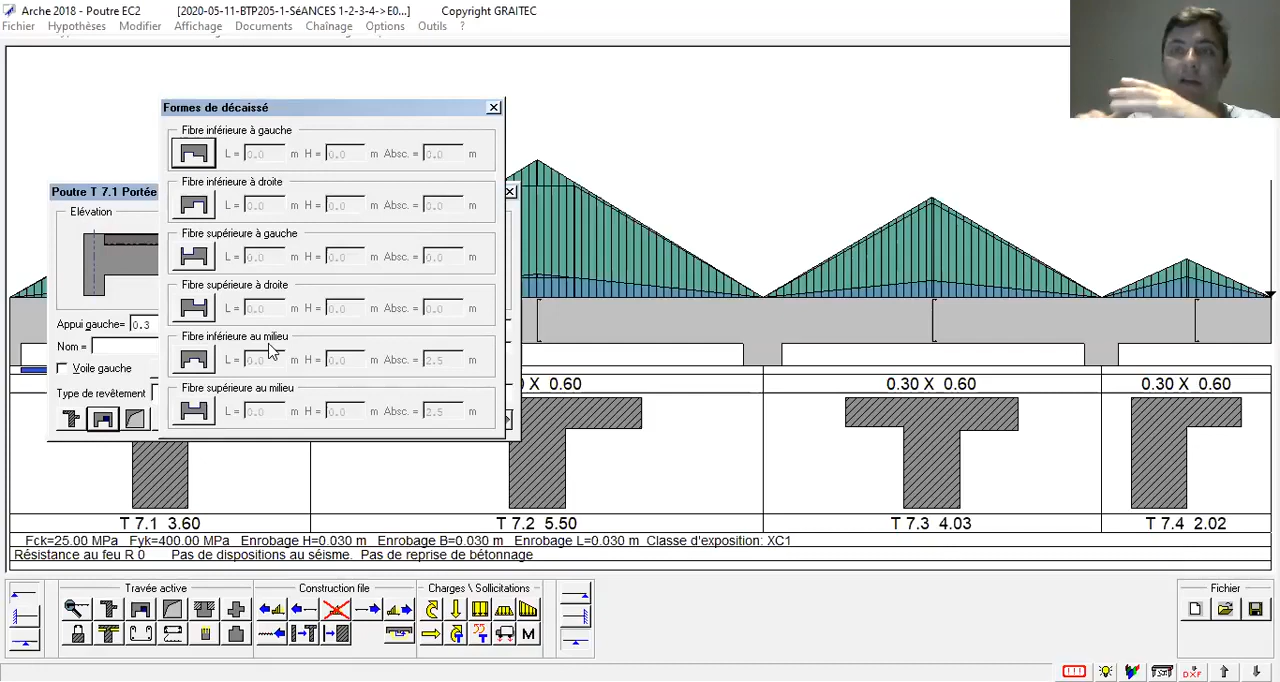 Arche 2018 - Poutre EC2 [2020-05-11-BTP205-1-SéANCES 1-2-3-4->E0...] Copyright GRAITEC
Fichier Hypothèses Modifier Affichage Documents Chaînage Options Outils ?
Formes de décaissé
Fibre inférieure à gauche
L = 0.0 m H = 0.0 m Absc. = 0.0 m
Fibre inférieure à droite
L = 0.0 m H = 0.0 m Absc. = 0.0 m
Fibre supérieure à gauche
L = 0.0 m H = 0.0 m Absc. = 0.0 m
Fibre supérieure à droite
L = 0.0 m H = 0.0 m Absc. = 0.0 m
Fibre inférieure au milieu
L = 0.0 m H = 0.0 m Absc. = 2.5 m
Fibre supérieure au milieu
L = 0.0 m H = 0.0 m Absc. = 2.5 m
Poutre T 7.1 Portée
Elévation
Appui gauche= 0.3
Nom =
Voile gauche
Type de revêtement
X 0.60 0.30 X 0.60 0.30 X 0.60
T 7.1 3.60 T 7.2 5.50 T 7.3 4.03 T 7.4 2.02
Fck=25.00 MPa Fyk=400.00 MPa Enrobage H=0.030 m Enrobage B=0.030 m Enrobage L=0.030 m Classe d'exposition: XC1
Résistance au feu R 0 Pas de dispositions au séisme. Pas de reprise de bétonnage
Travée active Construction file Charges / Sollicitations Fichier
M
DXF